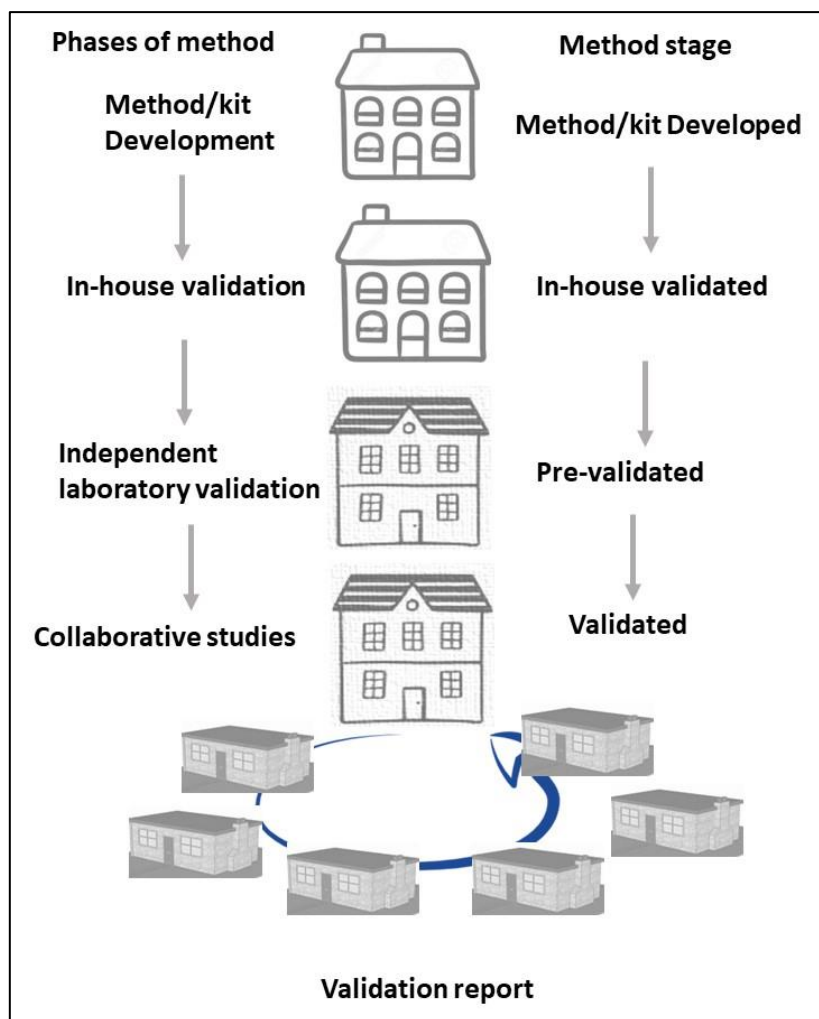 Phases of method
Method stage
Method/kit
Development
Method/kit Developed
In-house validation
In-house validated
Independent
laboratory validation
Pre-validated
Collaborative studies
Validated
Validation report